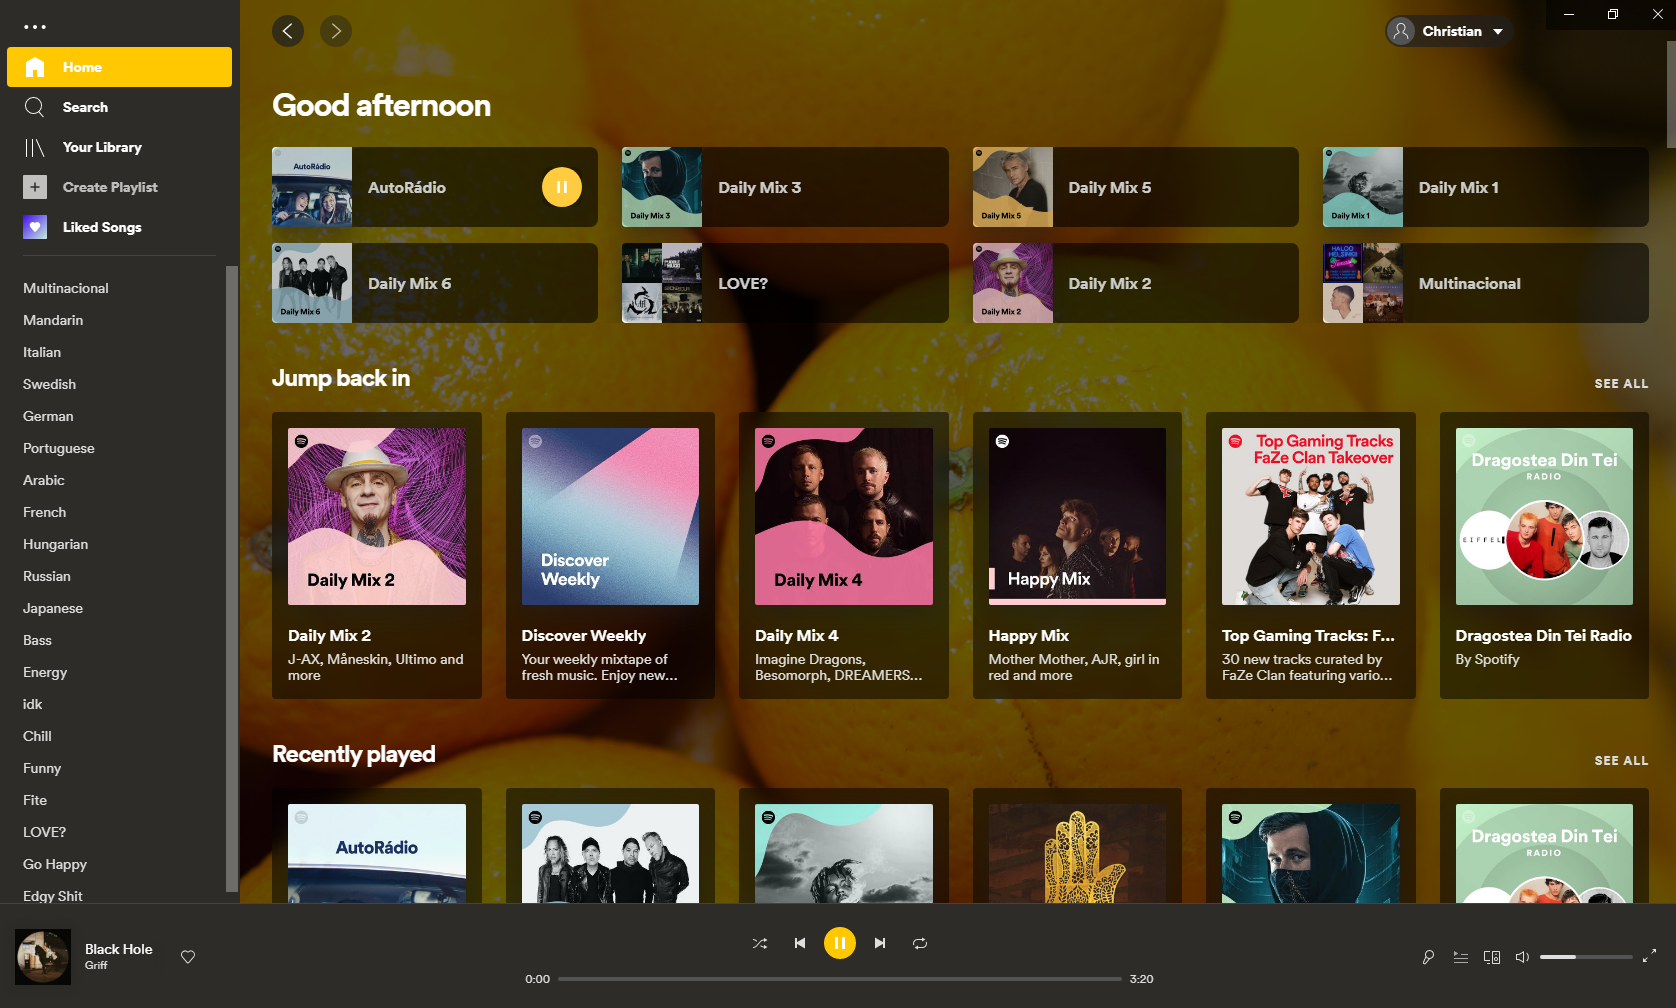 Home
Search
Your Library
Create Playlist
Liked Songs
Multinacional
Mandarin
Italian
Swedish
German
Portuguese
Arabic
French
Hungarian
Russian
Japanese
Bass
Energy
idk
Chill
Funny
Fite
LOVE?
Go Happy
Edgy Shit
Christian
Good afternoon
AutoRádio
AutoRádio
Daily Mix 3
Daily Mix 3
Daily Mix 5
Daily Mix 5
Daily Mix 1
Daily Mix 1
Daily Mix 6
Daily Mix 6
LOVE?
Daily Mix 2
Daily Mix 2
HALOO
HELSINKI
Multinacional
Jump back in
SEE ALL
Daily Mix 2
Daily Mix 2
J-AX, Måneskin, Ultimo and
more
Discover
Weekly
Discover Weekly
Your weekly mixtape of
fresh music. Enjoy new...
Daily Mix 4
Daily Mix 4
Imagine Dragons,
Besomorph, DREAMERS...
Happy Mix
Happy Mix
Mother Mother, AJR, girl in
red and more
Top Gaming Tracks
FaZe Clan Takeover
Top Gaming Tracks: F...
30 new tracks curated by
FaZe Clan featuring vario...
Dragostea Din Tei
RADIO
EIFFEL
Dragostea Din Tei Radio
By Spotify
Recently played
SEE ALL
AutoRádio
Dragostea Din Tei
RADIO
Black Hole
Griff
0:00
3:20